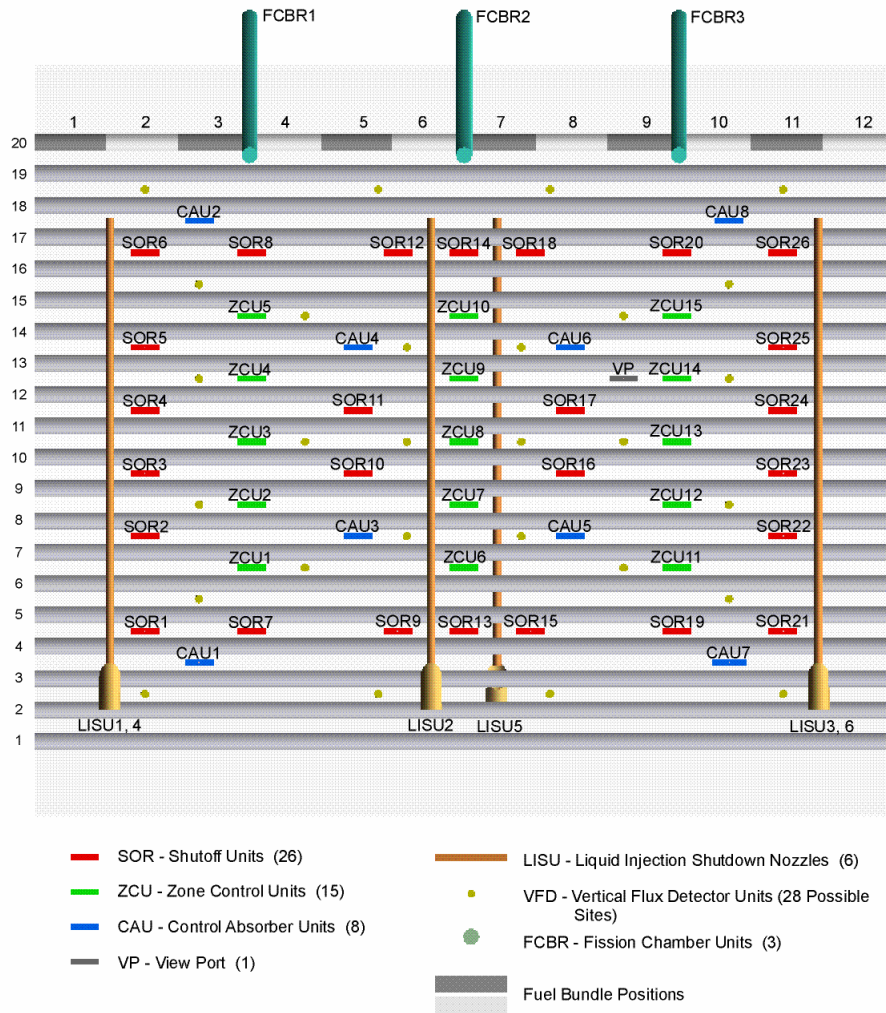 FCBR1 FCBR2 FCBR3
1 2 3 4 5 6 7 8 9 10 11 12
20
19
18
CAU2 CAU8
17
SOR6 SOR8 SOR12 SOR14 SOR18 SOR20 SOR26
16
15
ZCU5 ZCU10 ZCU15
14
SOR5 CAU4 CAU6 SOR25
13
ZCU4 ZCU9 VP ZCU14
12
SOR4 SOR11 SOR17 SOR24
11
ZCU3 ZCU8 ZCU13
10
SOR3 SOR10 SOR16 SOR23
9
ZCU2 ZCU7 ZCU12
8
SOR2 CAU3 CAU5 SOR22
7
ZCU1 ZCU6 ZCU11
6
5
SOR1 SOR7 SOR9 SOR13 SOR15 SOR19 SOR21
4
CAU1 CAU7
3
2
LISU1, 4 LISU2 LISU5 LISU3, 6
1
SOR - Shutoff Units (26)
ZCU - Zone Control Units (15)
CAU - Control Absorber Units (8)
VP - View Port (1)
LISU - Liquid Injection Shutdown Nozzles (6)
VFD - Vertical Flux Detector Units (28 Possible
Sites)
FCBR - Fission Chamber Units (3)
Fuel Bundle Positions